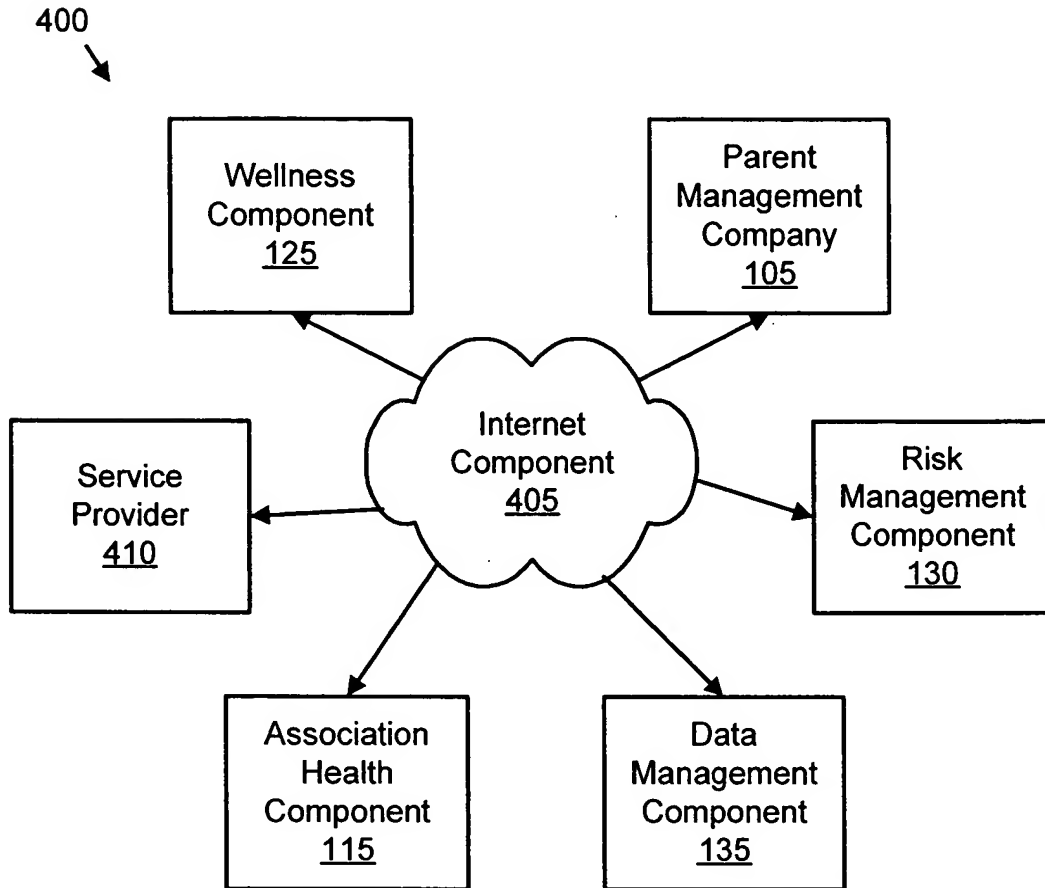 400
Wellness
Component
125
Parent
Management
Company
105
Internet
Component
405
Service
Provider
410
Risk
Management
Component
130
Association
Health
Component
115
Data
Management
Component
135